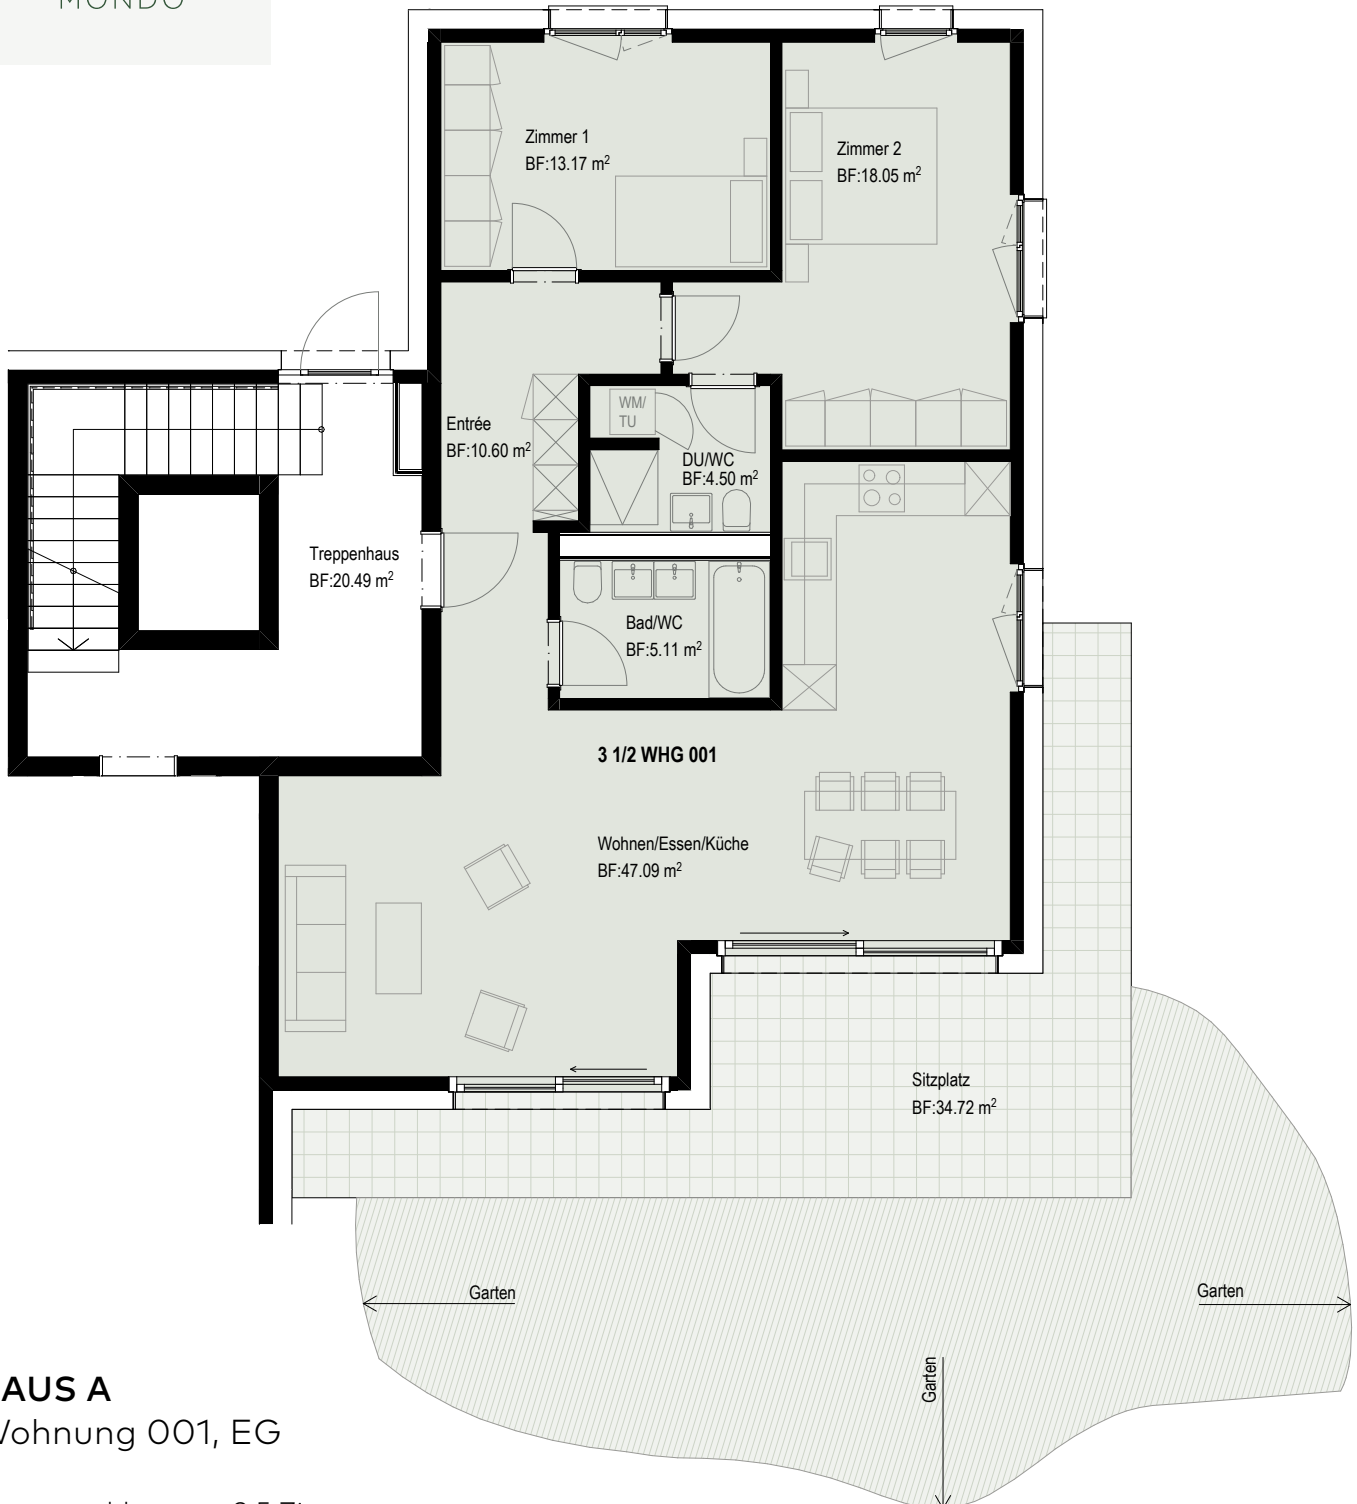 MONDO
Zimmer 1
BF:13.17 m²
Zimmer 2
BF:18.05 m²
Entrée
BF:10.60 m²
WM/
TU
DU/WC
BF:4.50 m²
Treppenhaus
BF:20.49 m²
Bad/WC
BF:5.11 m²
3 1/2 WHG 001
Wohnen/Essen/Küche
BF:47.09 m²
Sitzplatz
BF:34.72 m²
Garten
Garten
Garten
AUS A
Wohnung 001, EG